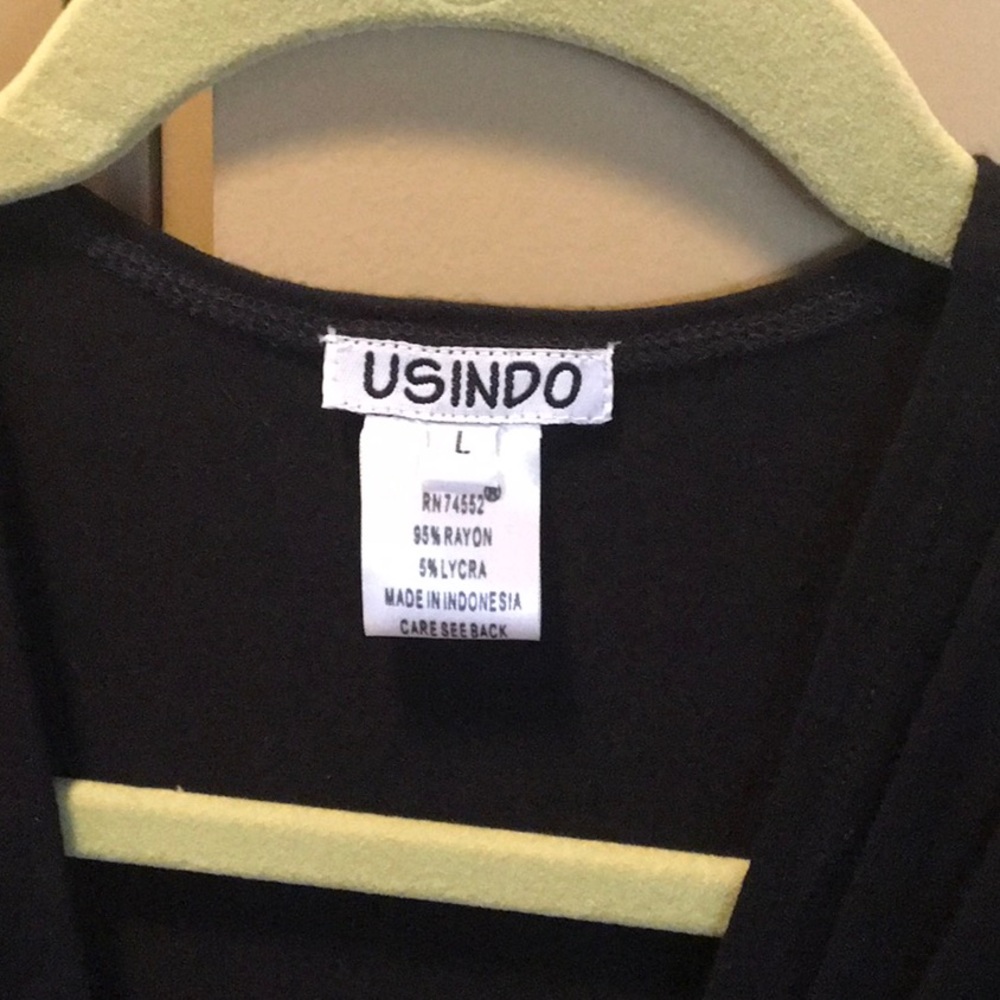 USINDO
L
RN74552
95% RAYON
5% LYCRA
MADE IN INDONESIA
CARE SEE BACK